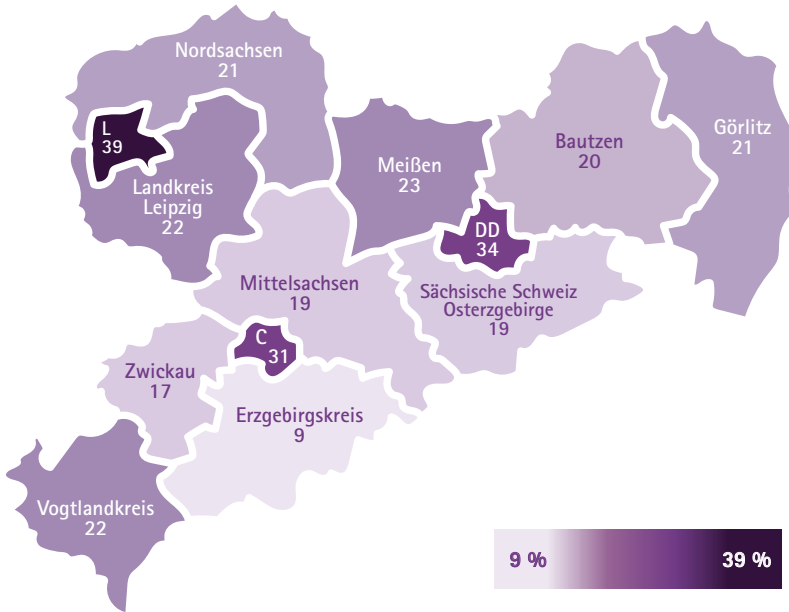 Nordsachsen
21
L
39
Landkreis
Leipzig
22
Meißen
23
Bautzen
20
Görlitz
21
DD
34
Mittelsachsen
19
Sächsische Schweiz
Osterzgebirge
19
C
31
Zwickau
17
Erzgebirgskreis
9
Vogtlandkreis
22
9 %
39 %